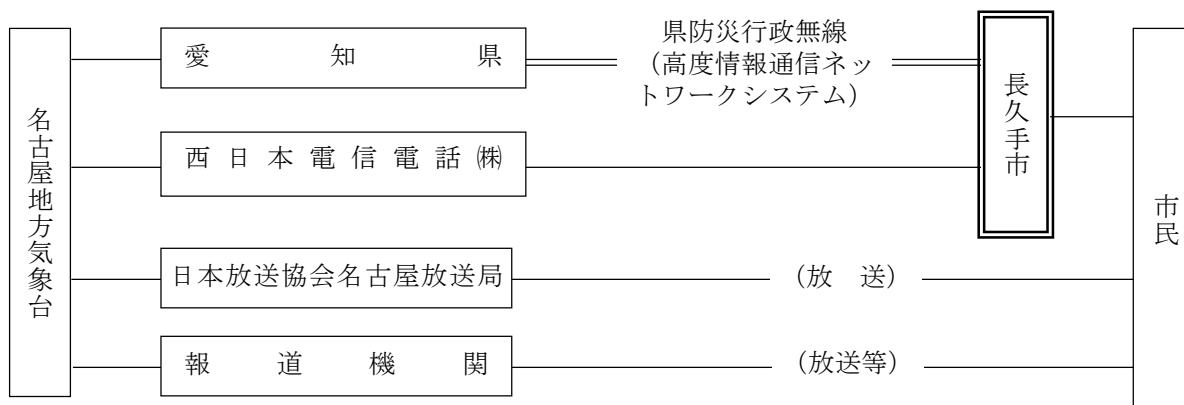 名古屋地方気象台
愛知県
県防災行政無線
（高度情報通信ネッ
トワークシステム）
長久手市
西日本電信電話㈱
市民
日本放送協会名古屋放送局
（放　送）
報道機関
（放送等）